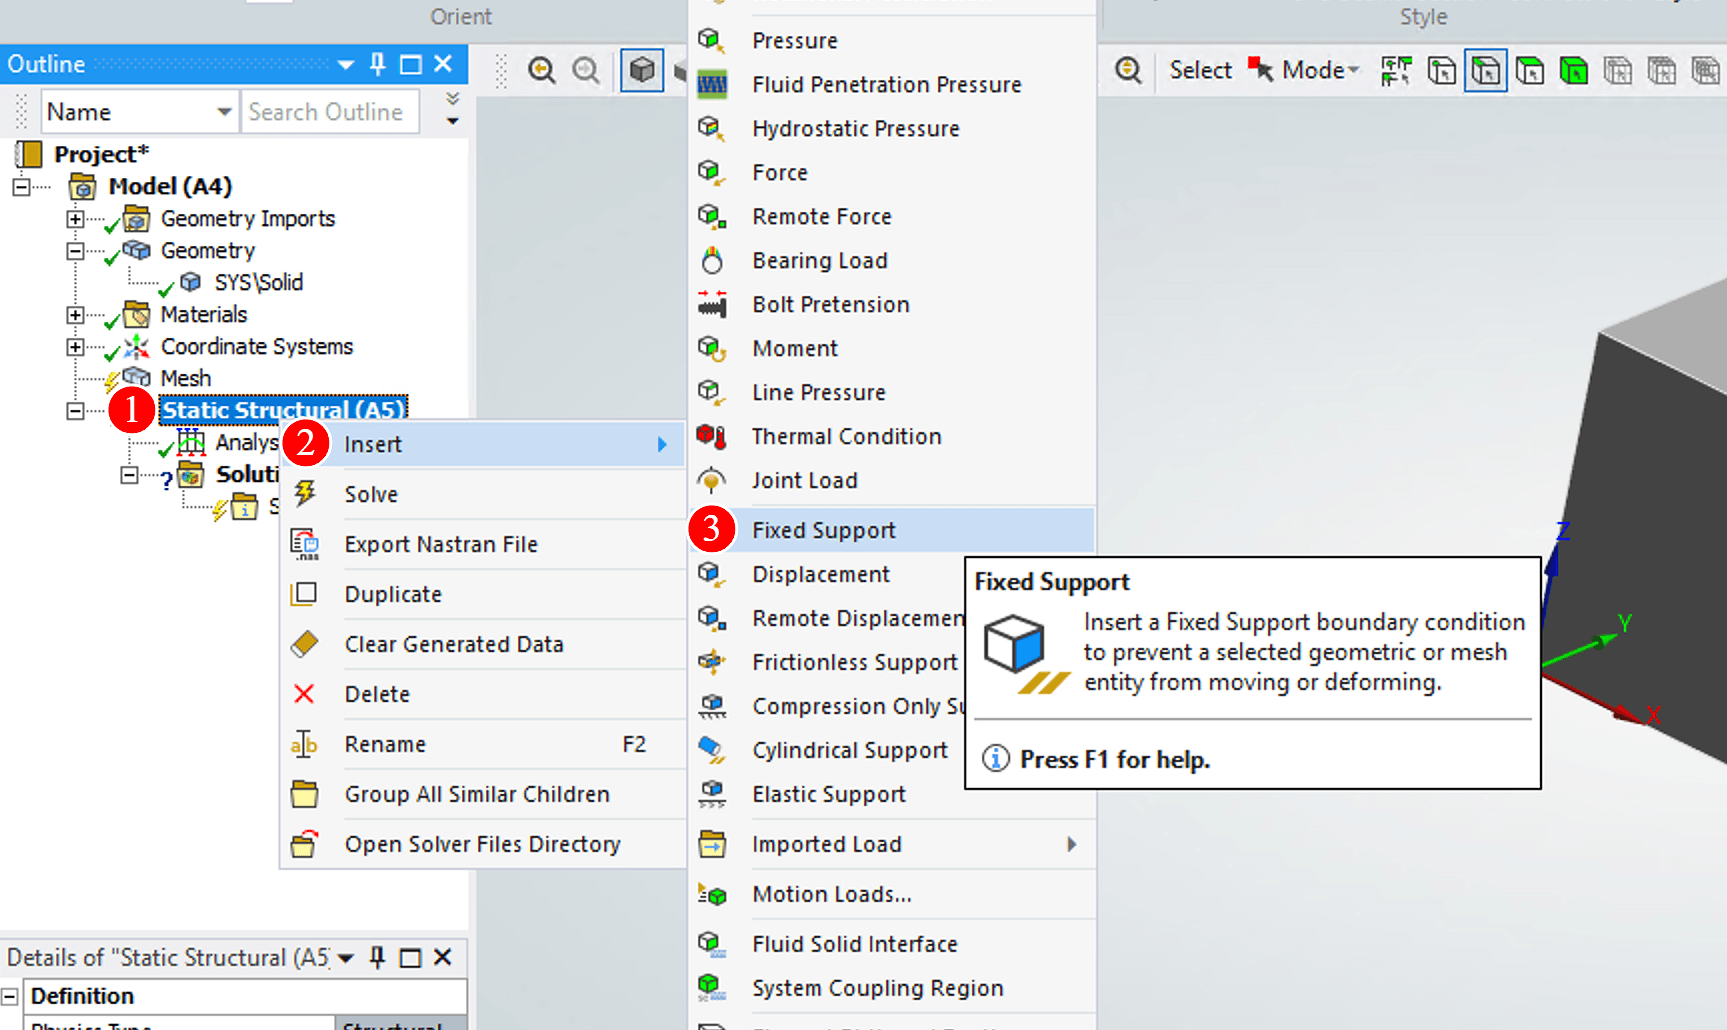 Orient
Style
Outline
Name
Search Outline
Select
Mode
Project*
Model (A4)
Geometry Imports
Geometry
SYS\Solid
Materials
Coordinate Systems
Mesh
1
Static Structural (A5)
Analys
Soluti
S
2
Insert
Solve
Export Nastran File
Duplicate
Clear Generated Data
Delete
Rename F2
Group All Similar Children
Open Solver Files Directory
Pressure
Fluid Penetration Pressure
Hydrostatic Pressure
Force
Remote Force
Bearing Load
Bolt Pretension
Moment
Line Pressure
Thermal Condition
Joint Load
3
Fixed Support
Displacement
Remote Displacemen
Frictionless Support
Compression Only Su
Cylindrical Support
Elastic Support
Imported Load
Motion Loads...
Fluid Solid Interface
System Coupling Region
Fixed Support
Insert a Fixed Support boundary condition
to prevent a selected geometric or mesh
entity from moving or deforming.
Press F1 for help.
Z
Y
X
Details of "Static Structural (A5)
Definition
Physics Type Structural